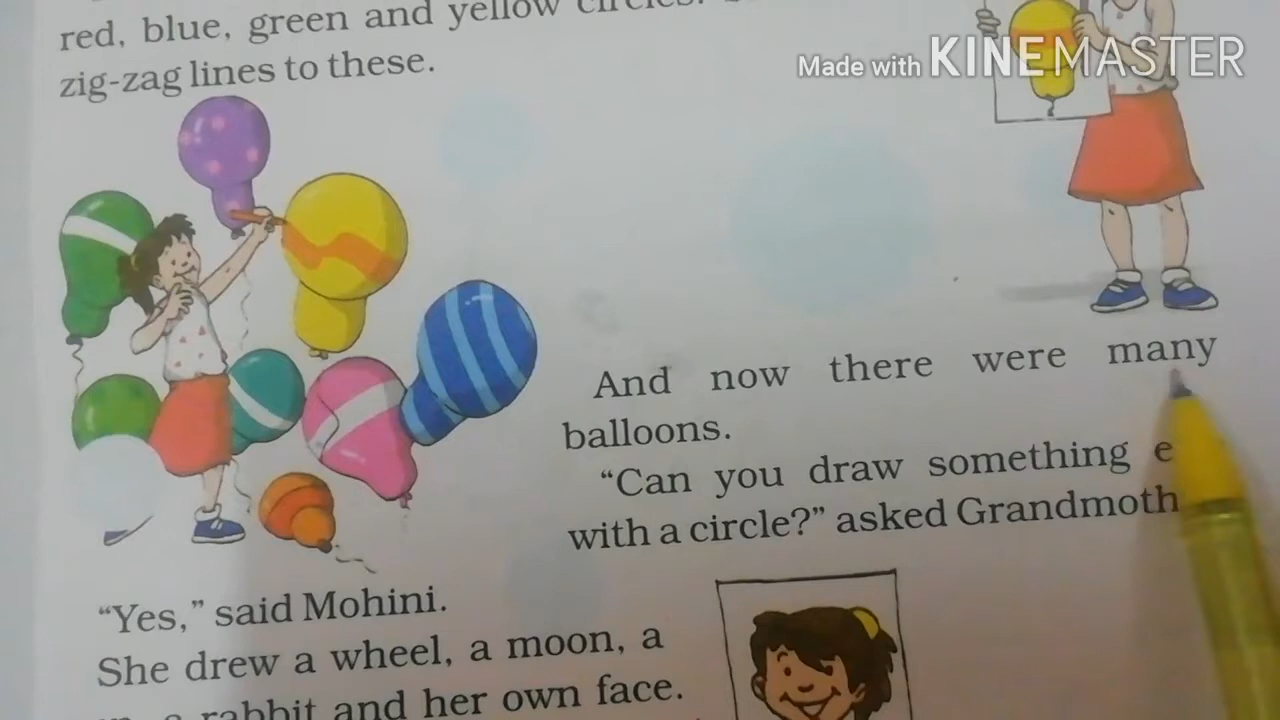 red, blue, green and yellow circles.
zig-zag lines to these.
Made with KINEMASTER
And now there were many
balloons.
“Can you draw something
with a circle?” asked Grandmoth
“Yes,” said Mohini.
She drew a wheel, a moon, a
a rabbit and her own face.